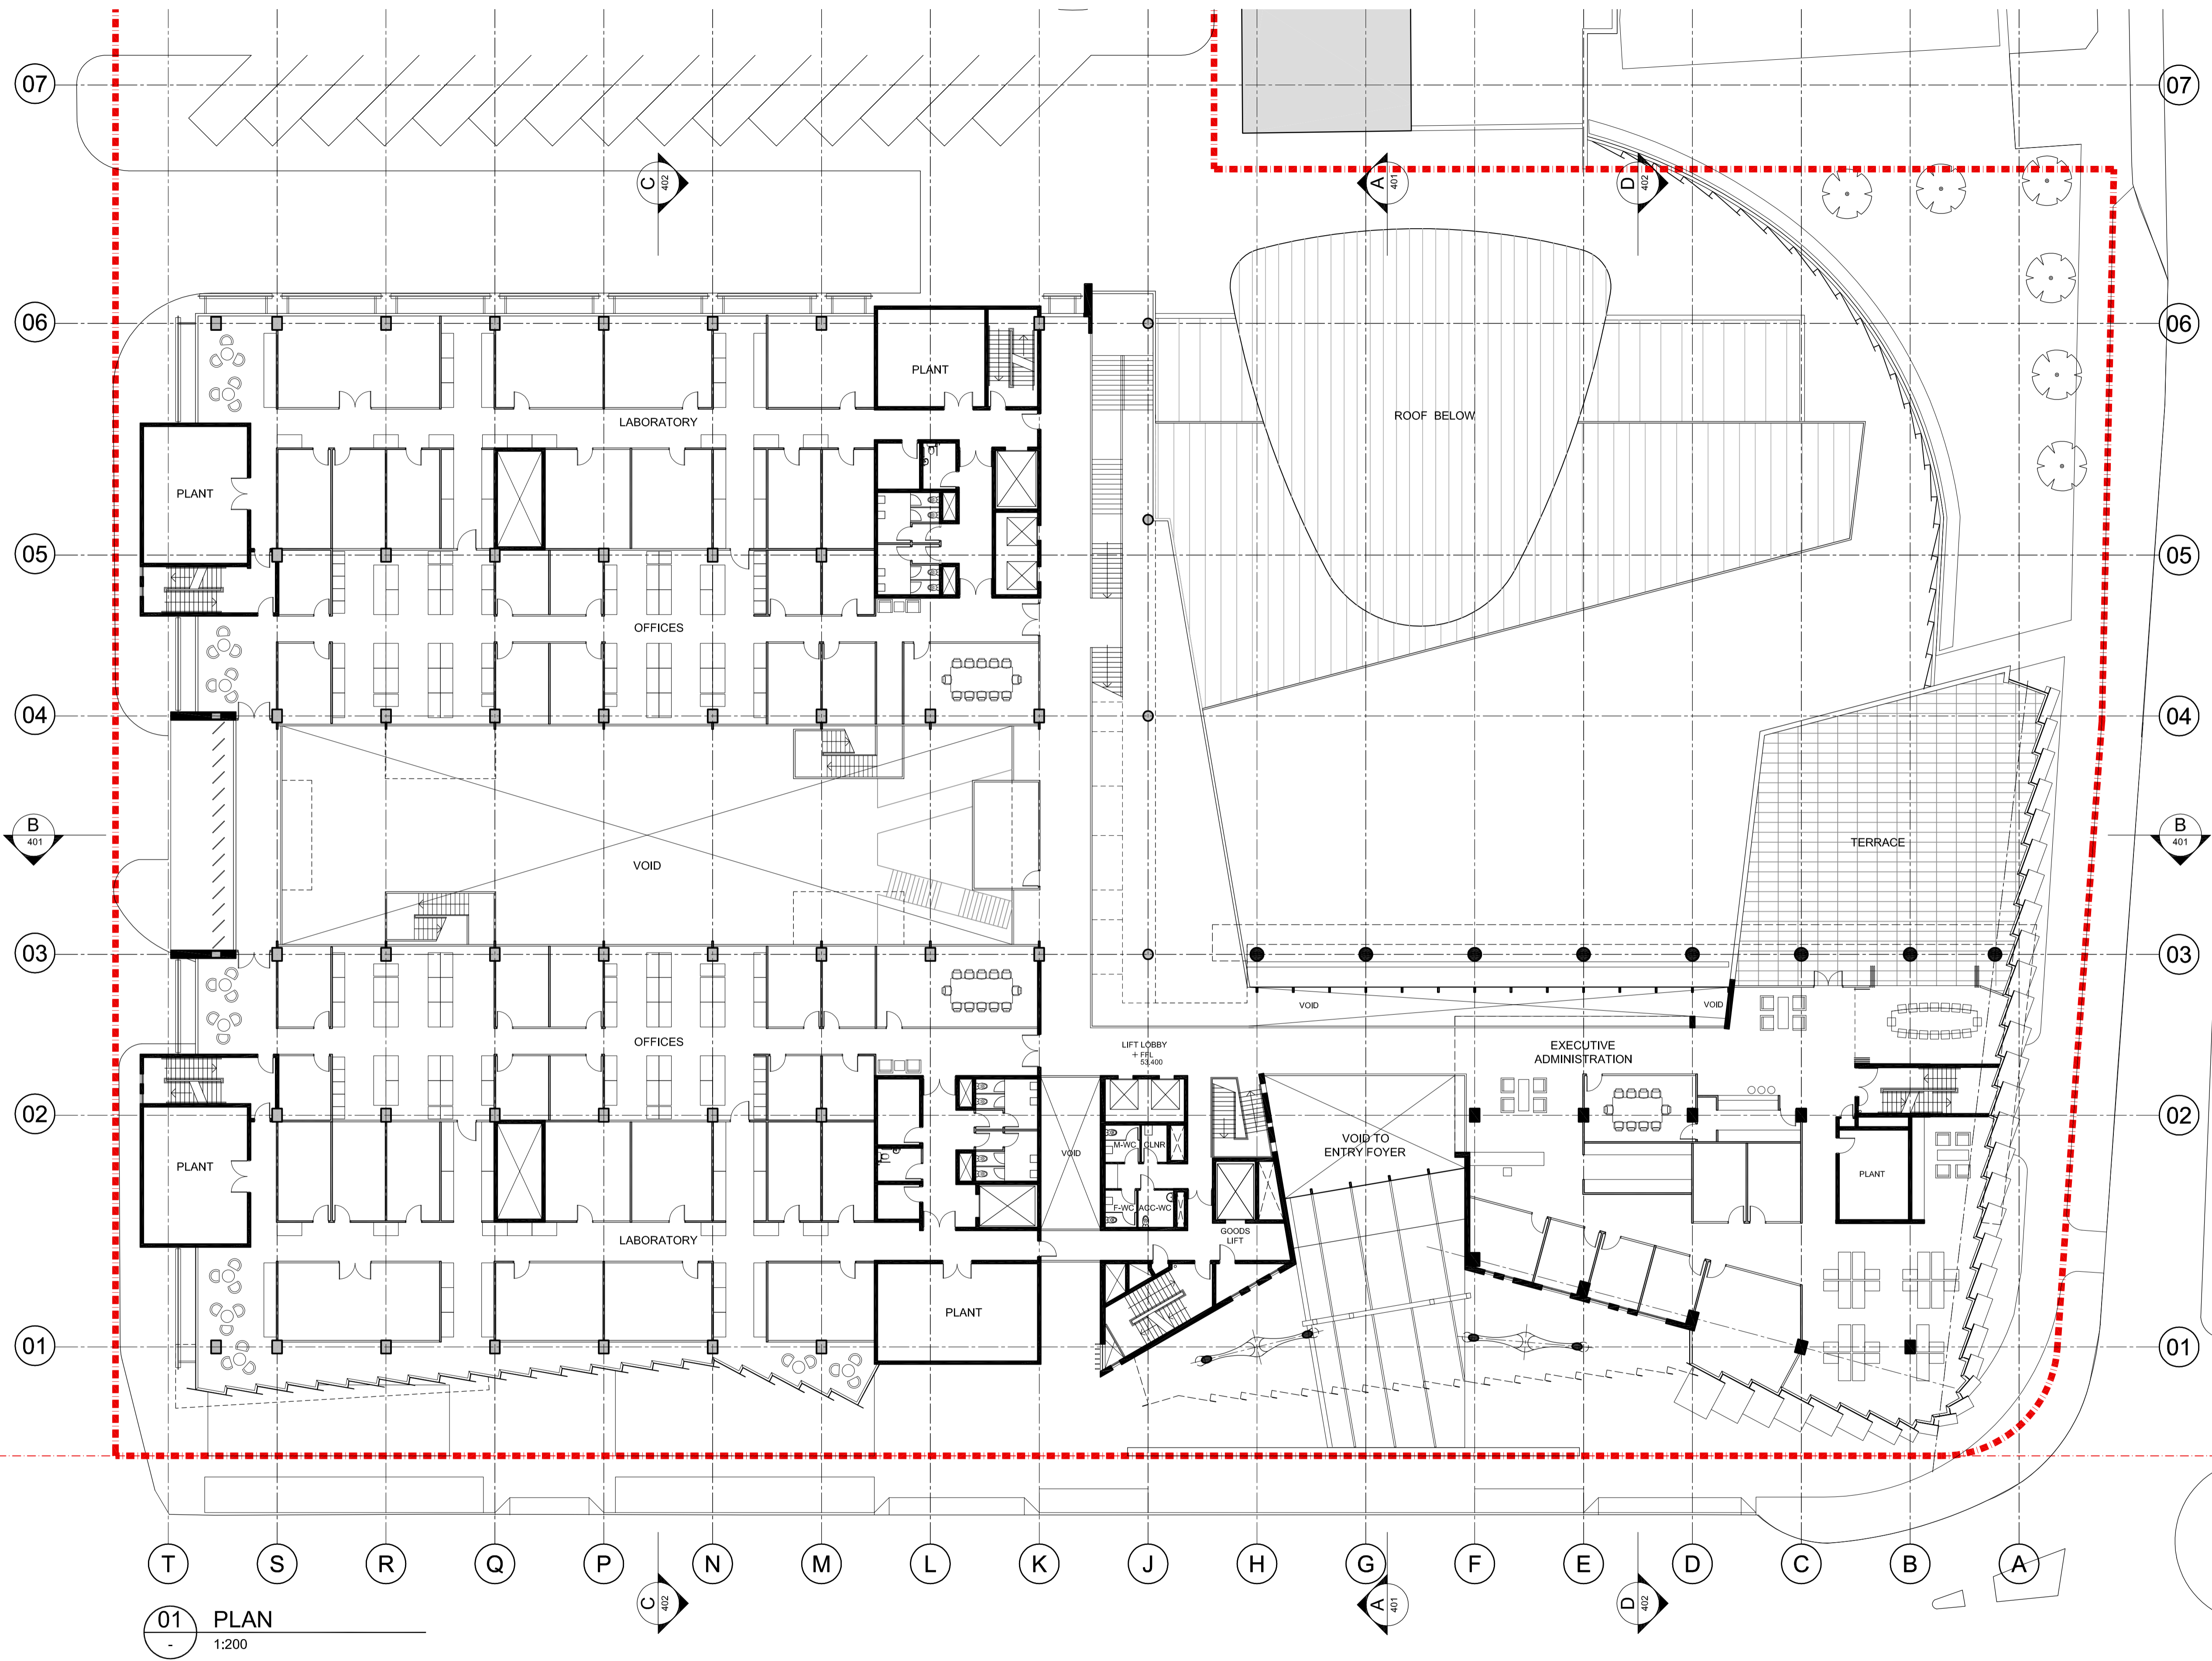 07
07
C
402
A
401
D
402
06
06
PLANT
ROOF BELOW
LABORATORY
PLANT
05
05
OFFICES
04
04
B
401
B
401
TERRACE
VOID
03
03
VOID
VOID
OFFICES
LIFT LOBBY
+ FFL
53,400
EXECUTIVE
ADMINISTRATION
02
02
M-WC
CLNR
VOID TO
ENTRY FOYER
VOID
PLANT
PLANT
F-WC
ACC-WC
GOODS
LIFT
LABORATORY
PLANT
01
01
T
S
R
Q
P
N
M
L
K
J
H
G
F
E
D
C
B
A
C
402
A
401
D
402
01
-
PLAN
1:200